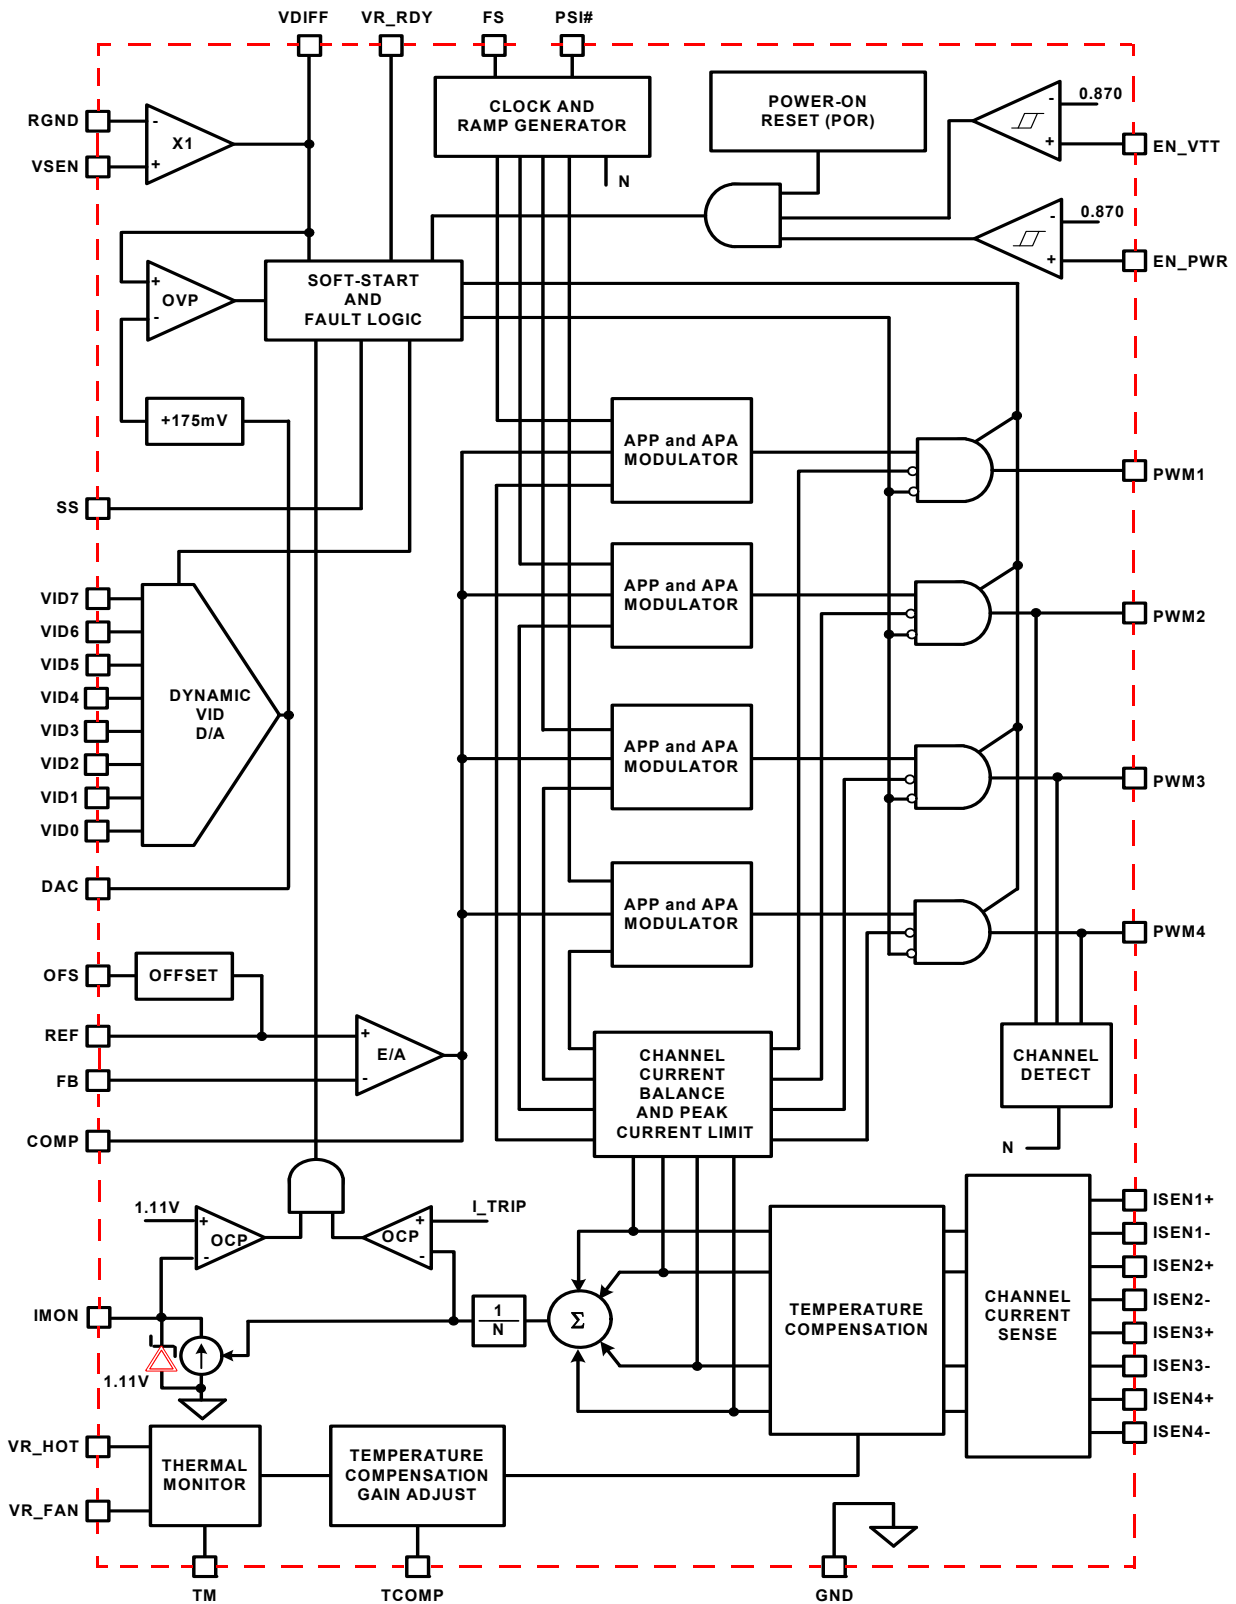 VDIFF
VR_RDY
FS
PSI#
RGND
VSEN
-
+
X1
CLOCK AND
RAMP GENERATOR
N
POWER-ON
RESET (POR)
-
+
0.870
EN_VTT
-
+
0.870
EN_PWR
+
-
OVP
SOFT-START
AND
FAULT LOGIC
+175mV
APP and APA
MODULATOR
PWM1
SS
VID7
VID6
VID5
VID4
VID3
VID2
VID1
VID0
DYNAMIC
VID
D/A
APP and APA
MODULATOR
PWM2
APP and APA
MODULATOR
PWM3
DAC
APP and APA
MODULATOR
PWM4
OFS
OFFSET
REF
FB
+
-
E/A
COMP
CHANNEL
CURRENT
BALANCE
AND PEAK
CURRENT LIMIT
CHANNEL
DETECT
N
1.11V
+
-
OCP
+
-
OCP
I_TRIP
IMON
1.11V
1
N
Σ
TEMPERATURE
COMPENSATION
CHANNEL
CURRENT
SENSE
ISEN1+
ISEN1-
ISEN2+
ISEN2-
ISEN3+
ISEN3-
ISEN4+
ISEN4-
VR_HOT
VR_FAN
THERMAL
MONITOR
TEMPERATURE
COMPENSATION
GAIN ADJUST
TM
TCOMP
GND